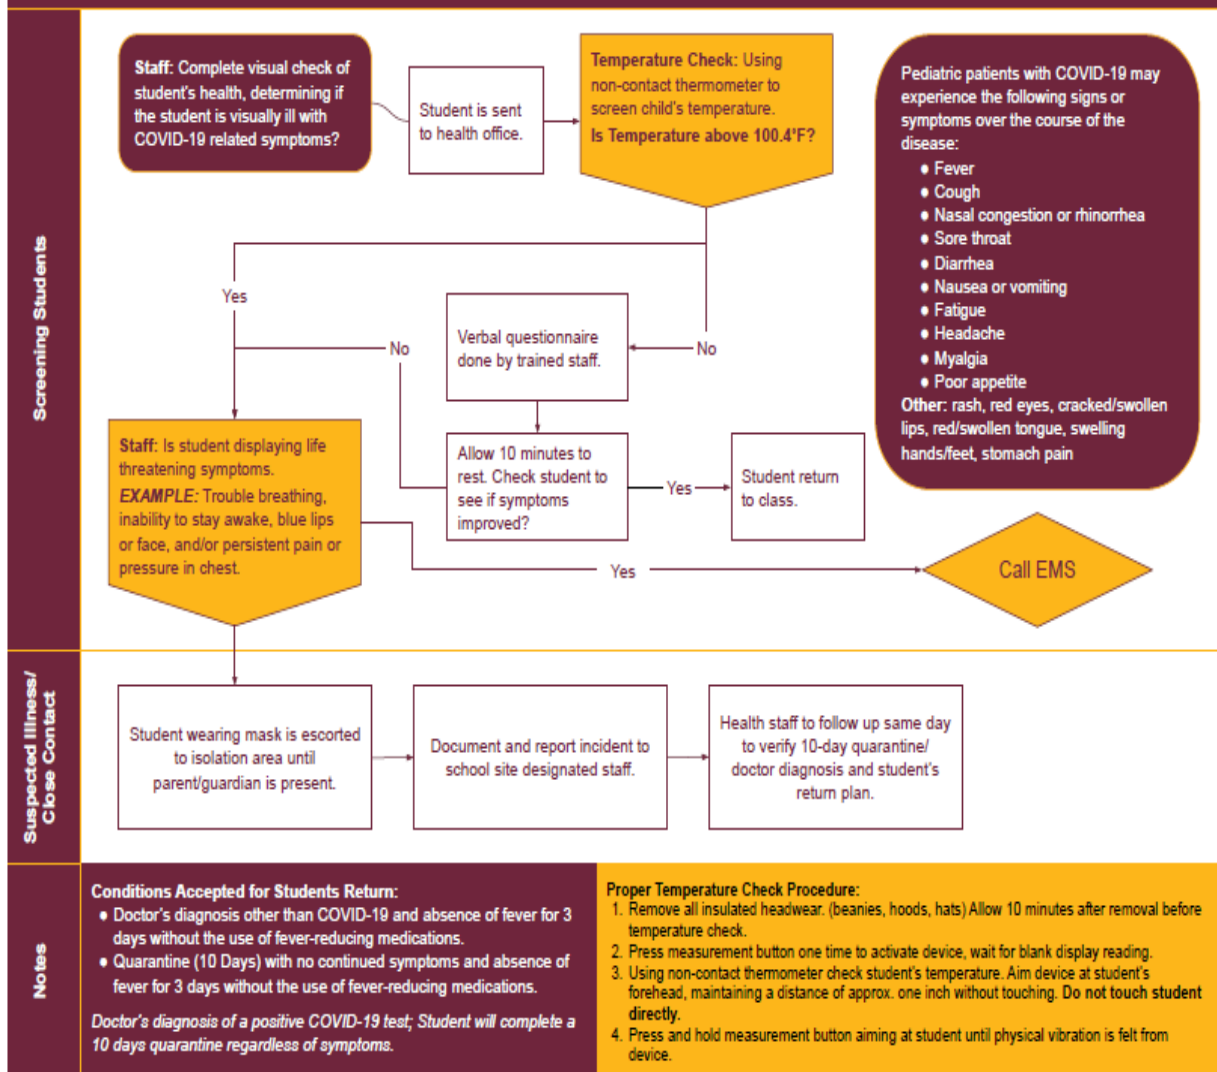 Screening Students
Staff: Complete visual check of
student's health, determining if
the student is visually ill with
COVID-19 related symptoms?
Student is sent
to health office.
Temperature Check: Using
non-contact thermometer to
screen child's temperature.
Is Temperature above 100.4°F?
Pediatric patients with COVID-19 may
experience the following signs or
symptoms over the course of the
disease:
● Fever
● Cough
● Nasal congestion or rhinorrhea
● Sore throat
● Diarrhea
● Nausea or vomiting
● Fatigue
● Headache
● Myalgia
● Poor appetite
Other: rash, red eyes, cracked/swollen
lips, red/swollen tongue, swelling
hands/feet, stomach pain
Yes
No
Verbal questionnaire
done by trained staff.
No
Allow 10 minutes to
rest. Check student to
see if symptoms
improved?
Yes
Student return
to class.
Staff: Is student displaying life
threatening symptoms.
EXAMPLE: Trouble breathing,
inability to stay awake, blue lips
or face, and/or persistent pain or
pressure in chest.
Yes
Call EMS
Suspected Illness/
Close Contact
Student wearing mask is escorted
to isolation area until
parent/guardian is present.
Document and report incident to
school site designated staff.
Health staff to follow up same day
to verify 10-day quarantine/
doctor diagnosis and student's
return plan.
Notes
Conditions Accepted for Students Return:
● Doctor's diagnosis other than COVID-19 and absence of fever for 3
days without the use of fever-reducing medications.
● Quarantine (10 Days) with no continued symptoms and absence of
fever for 3 days without the use of fever-reducing medications.
Doctor's diagnosis of a positive COVID-19 test; Student will complete a
10 days quarantine regardless of symptoms.
Proper Temperature Check Procedure:
1. Remove all insulated headwear. (beanies, hoods, hats) Allow 10 minutes after removal before
temperature check.
2. Press measurement button one time to activate device, wait for blank display reading.
3. Using non-contact thermometer check student's temperature. Aim device at student's
forehead, maintaining a distance of approx. one inch without touching. Do not touch student
directly.
4. Press and hold measurement button aiming at student until physical vibration is felt from
device.